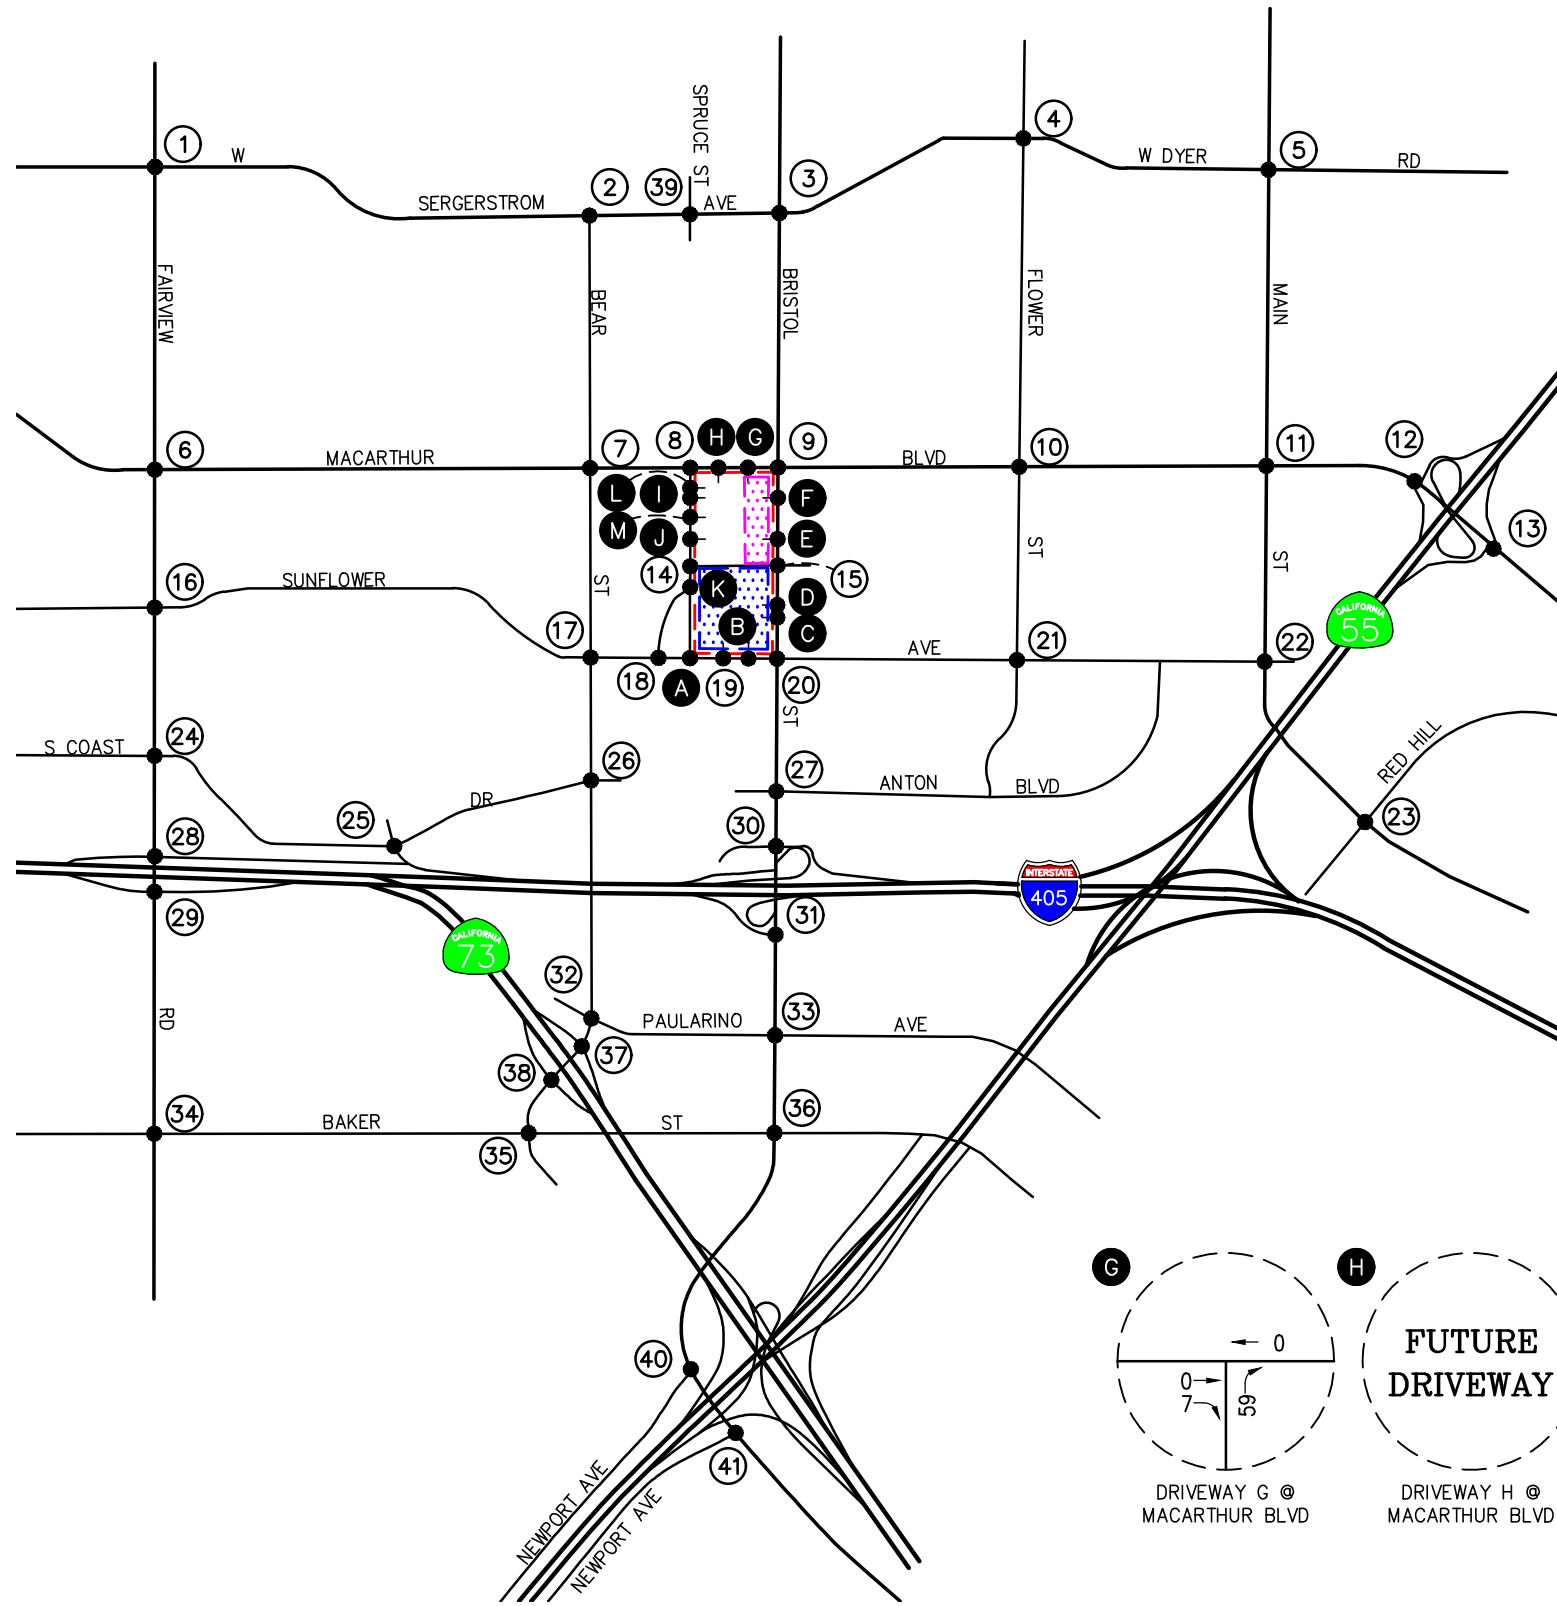 SPRUCE ST
1
W
4
W DYER
5
RD
2
39
3
SERGERSTROM
AVE
FAIRVIEW
BEAR
BRISTOL
FLOWER
MAIN
6
MACARTHUR
7
8
H
G
9
BLVD
10
11
12
L
I
F
M
J
E
13
ST
ST
16
SUNFLOWER
ST
14
K
15
D
CALIFORNIA
55
17
B
C
AVE
21
22
18
A
19
20
ST
24
S COAST
26
27
ANTON
BLVD
RED HILL
DR
25
28
30
23
INTERSTATE
405
29
31
CALIFORNIA
73
32
RD
PAULARINO
33
AVE
38
37
34
BAKER
ST
36
35
40
41
NEWPORT AVE
NEWPORT AVE
G
H
0
0
7
59
FUTURE
DRIVEWAY
DRIVEWAY G @
MACARTHUR BLVD
DRIVEWAY H @
MACARTHUR BLVD